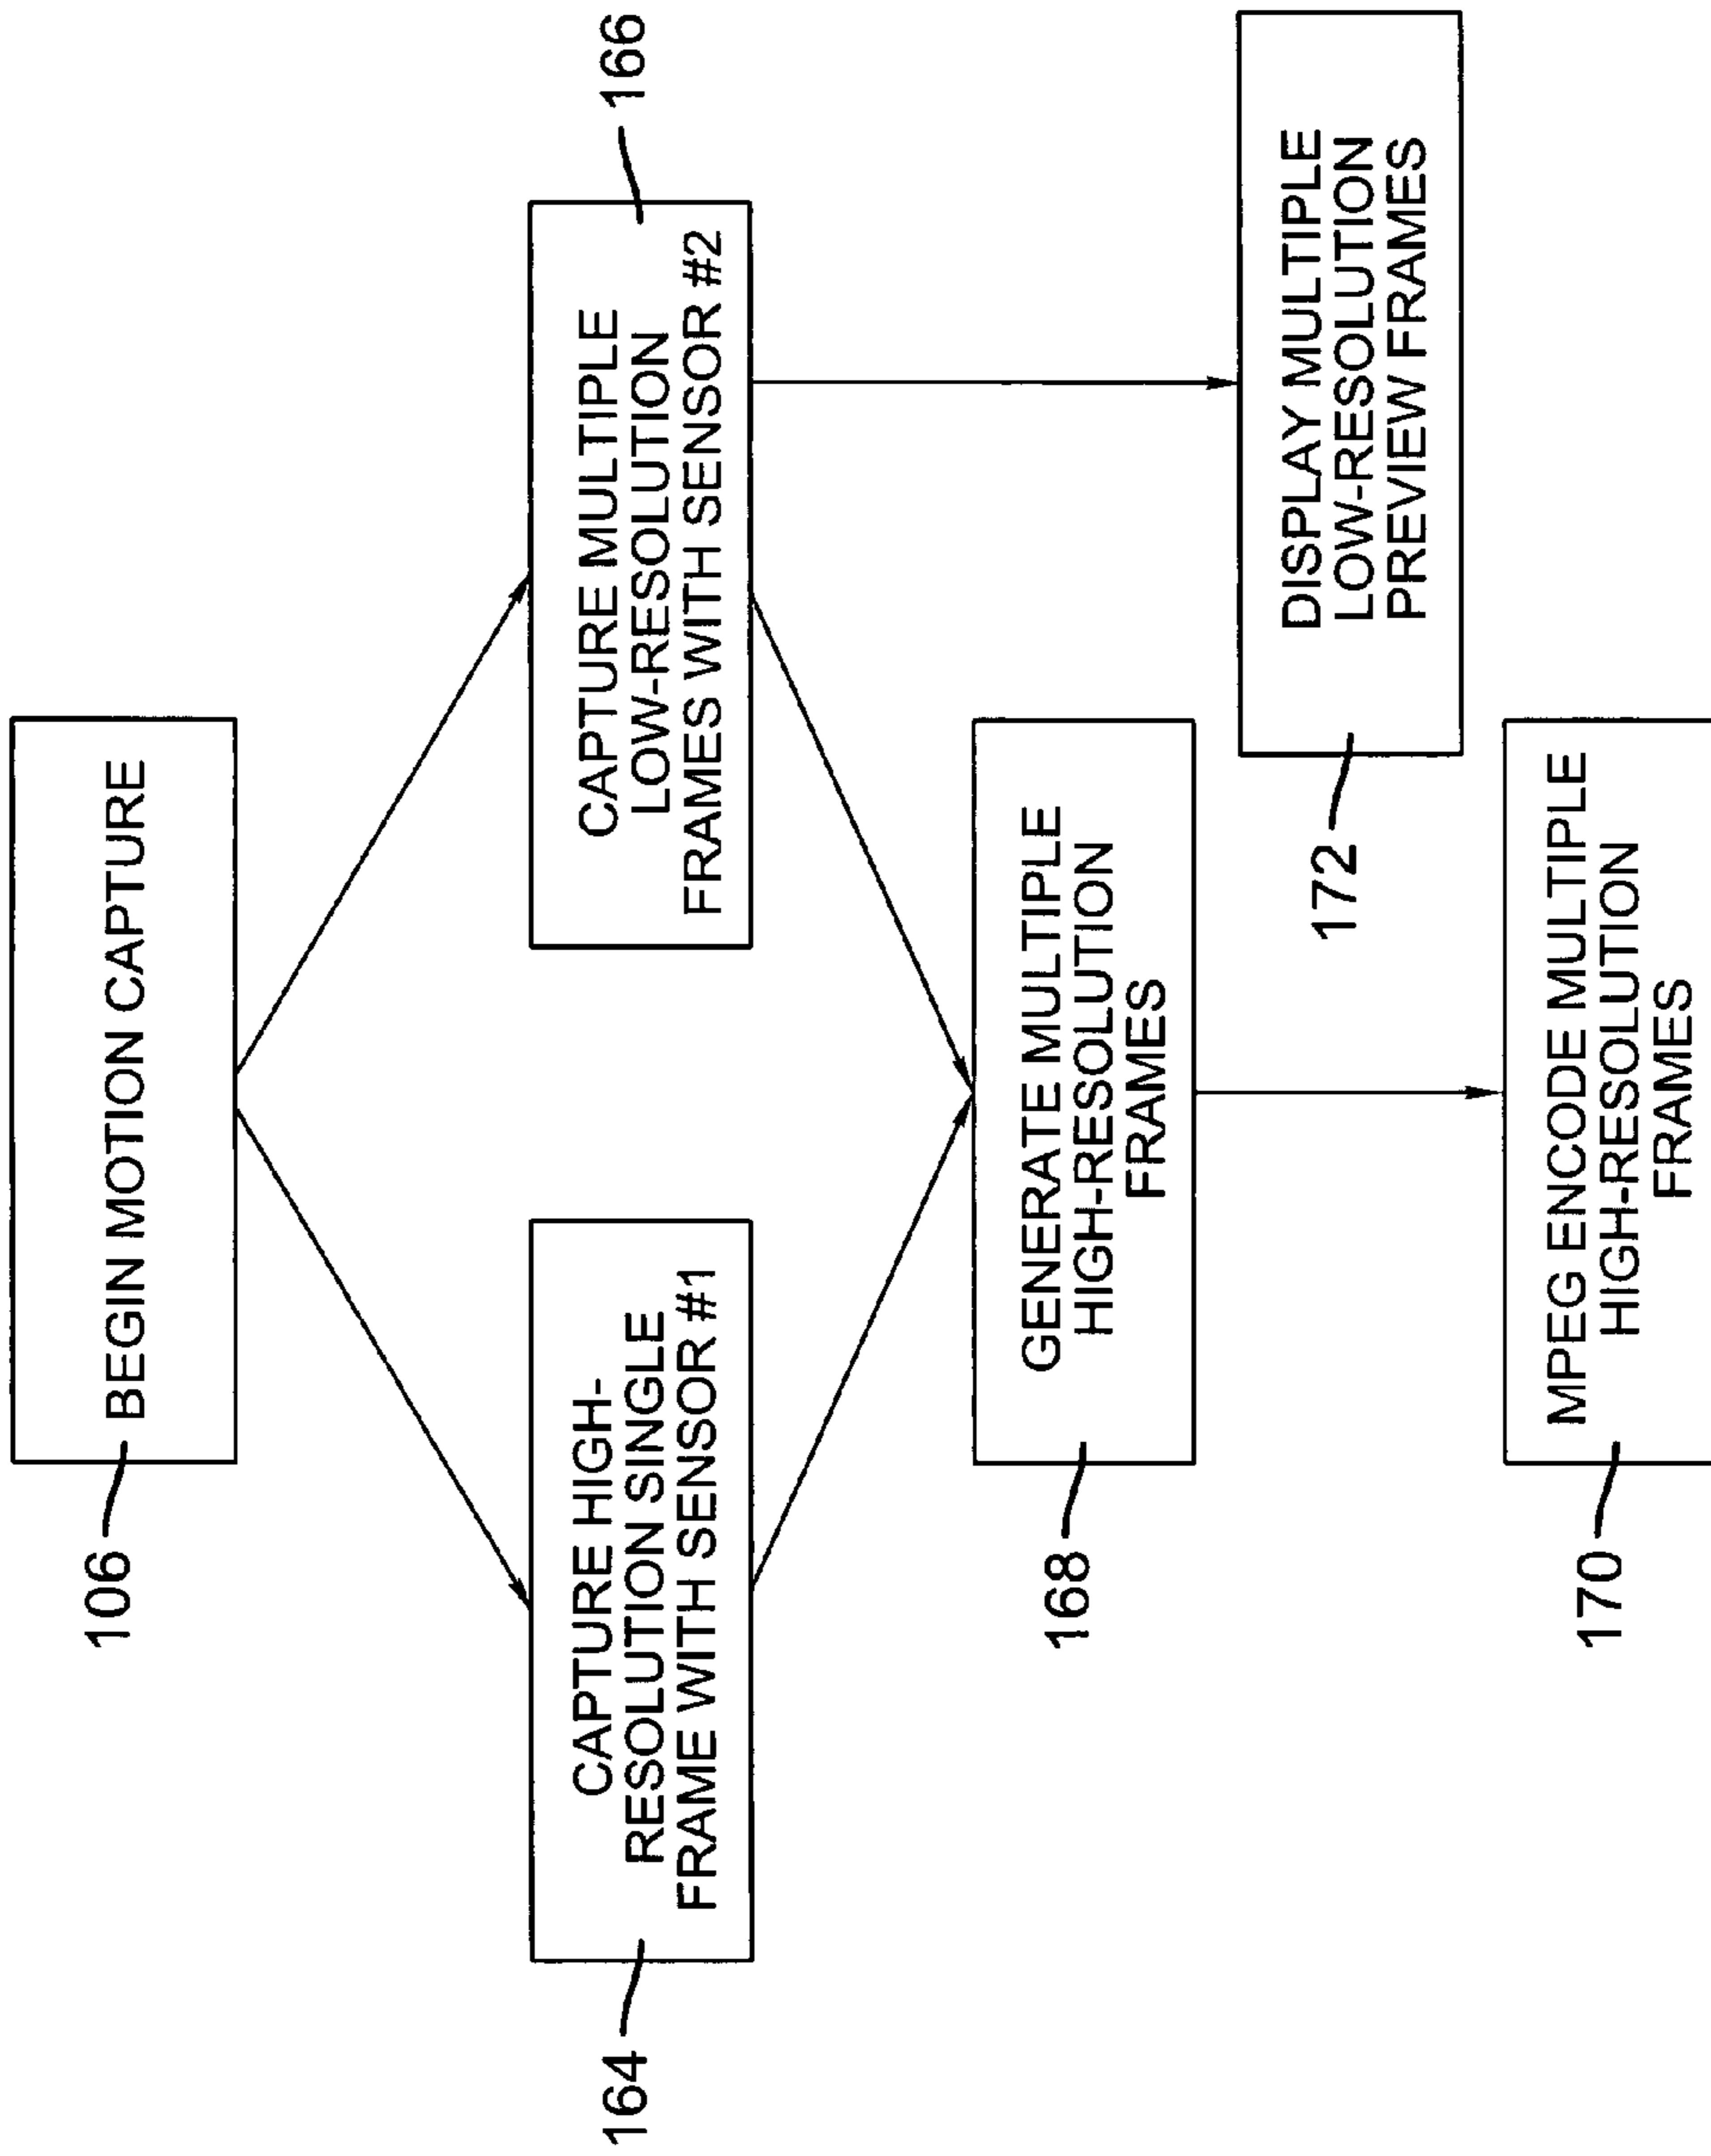 106
BEGIN MOTION CAPTURE
164
CAPTURE HIGH-
RESOLUTION SINGLE
FRAME WITH SENSOR #1
166
CAPTURE MULTIPLE
LOW-RESOLUTION
FRAMES WITH SENSOR #2
168
GENERATE MULTIPLE
HIGH-RESOLUTION
FRAMES
172
DISPLAY MULTIPLE
LOW-RESOLUTION
PREVIEW FRAMES
170
MPEG ENCODE MULTIPLE
HIGH-RESOLUTION
FRAMES